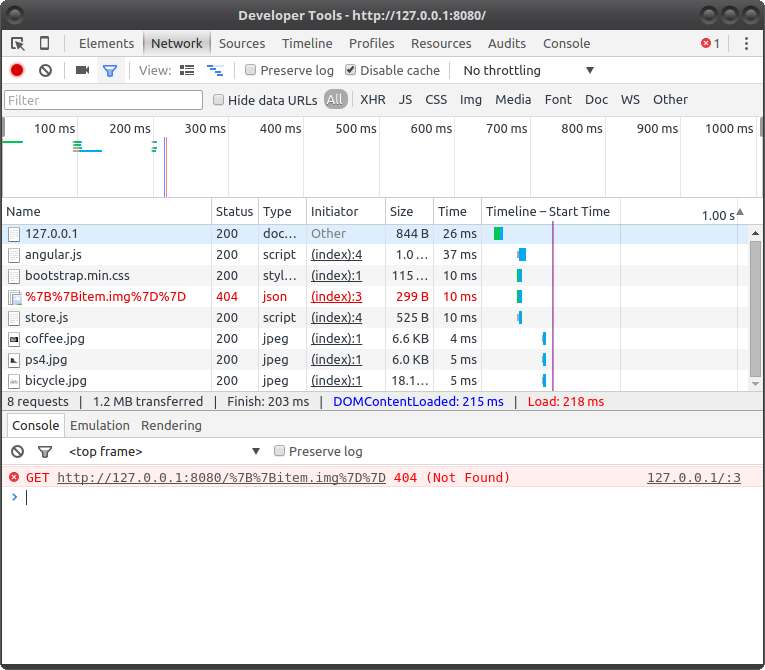 Developer Tools - http://127.0.0.1:8080/
Elements Network Sources Timeline Profiles Resources Audits Console 1
View: Preserve log Disable cache No throttling
Filter Hide data URLs All XHR JS CSS Img Media Font Doc WS Other
100 ms 200 ms 300 ms 400 ms 500 ms 600 ms 700 ms 800 ms 900 ms 1000 ms
Name Status Type Initiator Size Time Timeline – Start Time 1.00 s
127.0.0.1 200 doc... Other 844 B 26 ms
angular.js 200 script (index):4 1.0 ... 37 ms
bootstrap.min.css 200 styl... (index):1 115 ... 10 ms
%7B%7Bitem.img%7D%7D 404 json (index):3 299 B 10 ms
store.js 200 script (index):4 525 B 10 ms
coffee.jpg 200 jpeg (index):1 6.6 KB 4 ms
ps4.jpg 200 jpeg (index):1 6.0 KB 5 ms
bicycle.jpg 200 jpeg (index):1 18.1... 5 ms
8 requests | 1.2 MB transferred | Finish: 203 ms | DOMContentLoaded: 215 ms | Load: 218 ms
Console Emulation Rendering
<top frame> Preserve log
GET http://127.0.0.1:8080/%7B%7Bitem.img%7D%7D 404 (Not Found) 127.0.0.1/:3